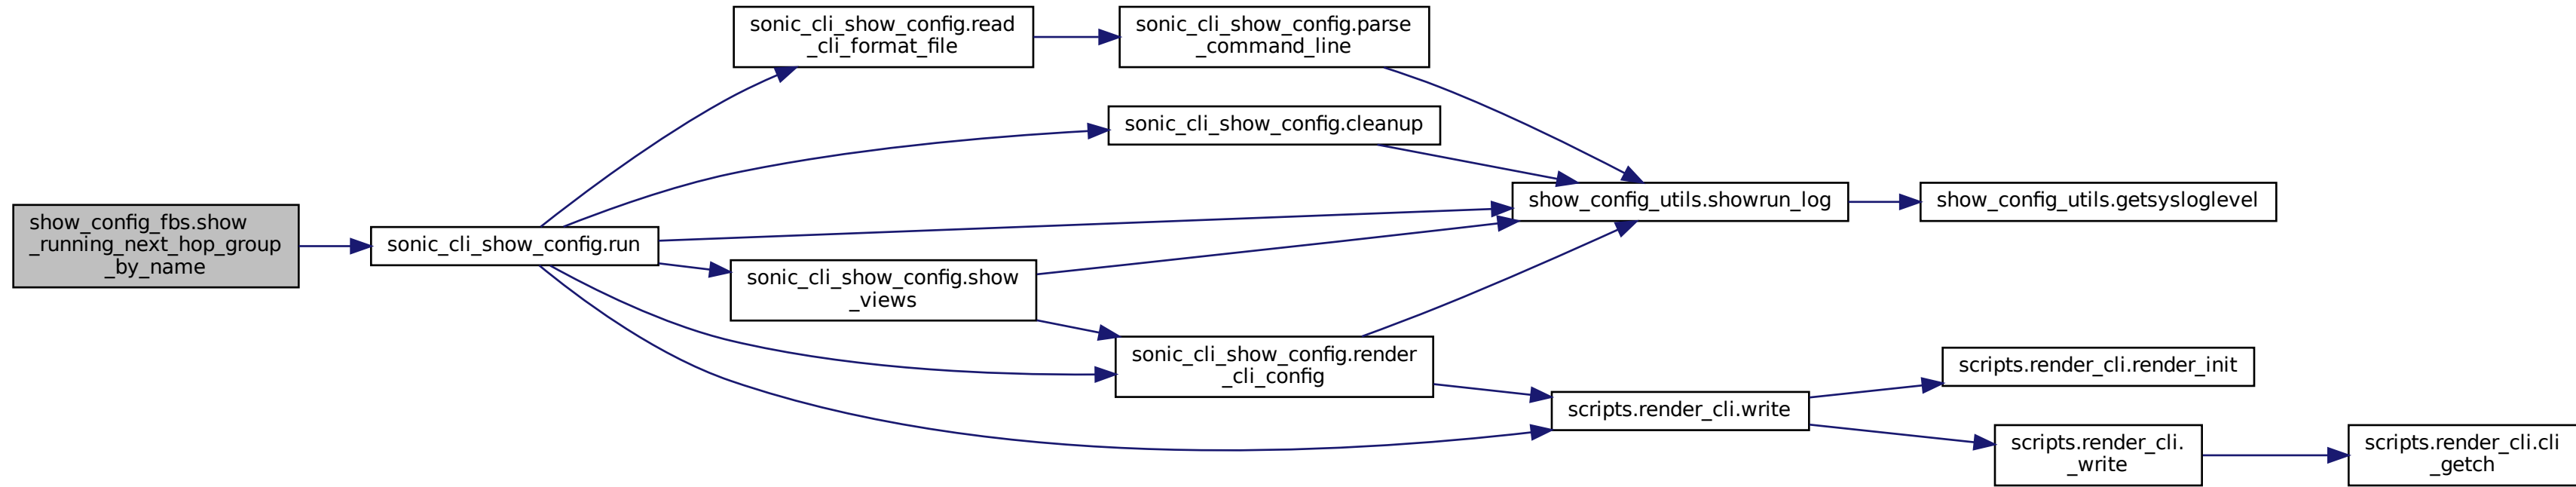 show_config_fbs.show
_running_next_hop_group
_by_name
sonic_cli_show_config.run
sonic_cli_show_config.read
_cli_format_file
sonic_cli_show_config.parse
_command_line
sonic_cli_show_config.cleanup
show_config_utils.showrun_log
show_config_utils.getsysloglevel
sonic_cli_show_config.show
_views
sonic_cli_show_config.render
_cli_config
scripts.render_cli.write
scripts.render_cli.render_init
scripts.render_cli.
_write
scripts.render_cli.cli
_getch